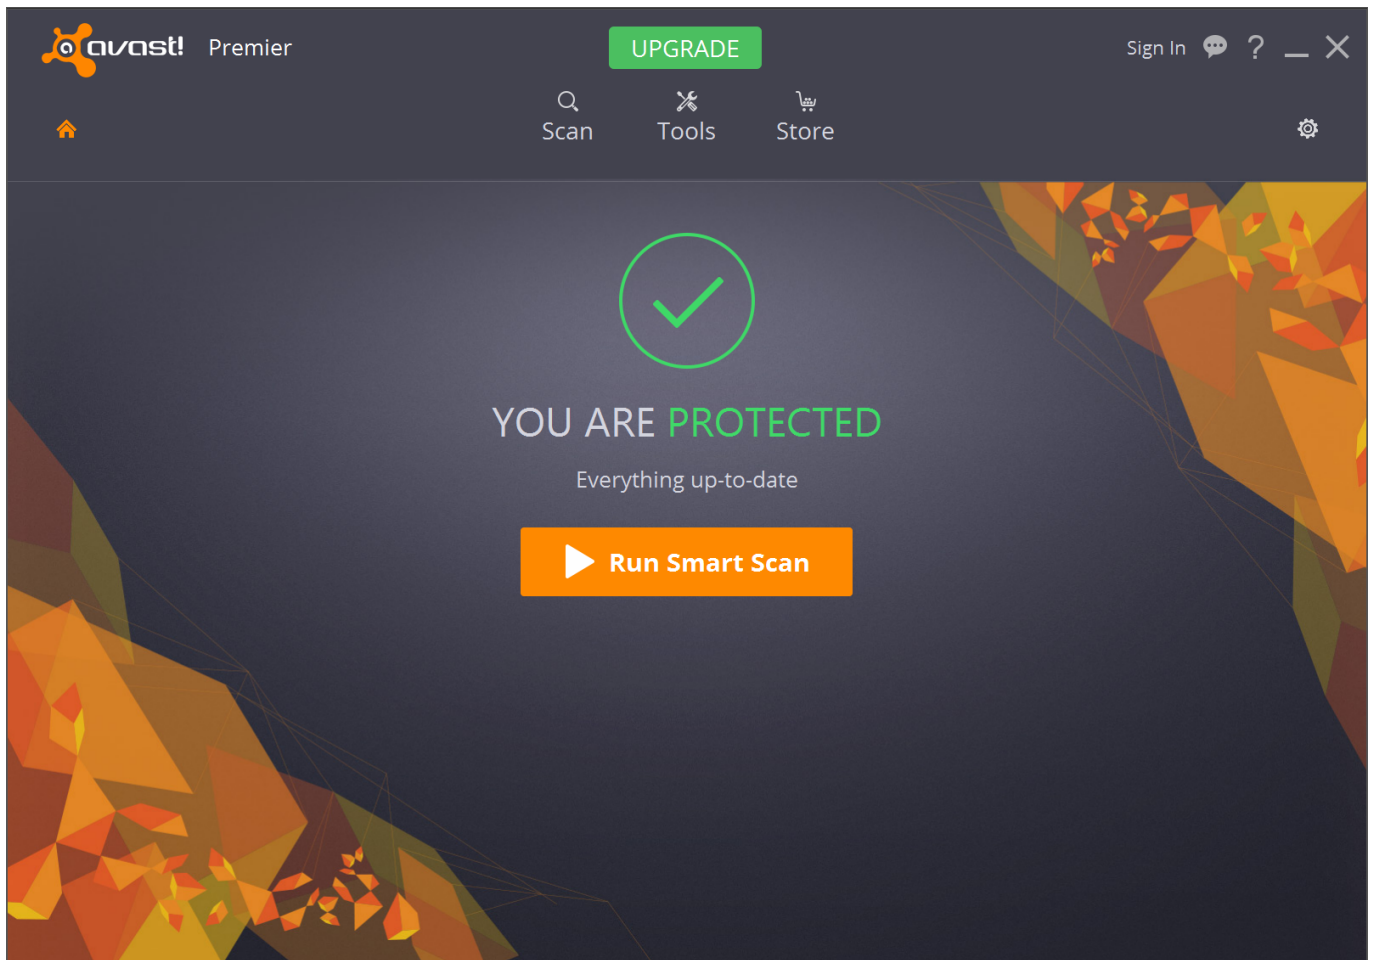 avast! Premier UPGRADE Sign In
Scan Tools Store
YOU ARE PROTECTED
Everything up-to-date
Run Smart Scan